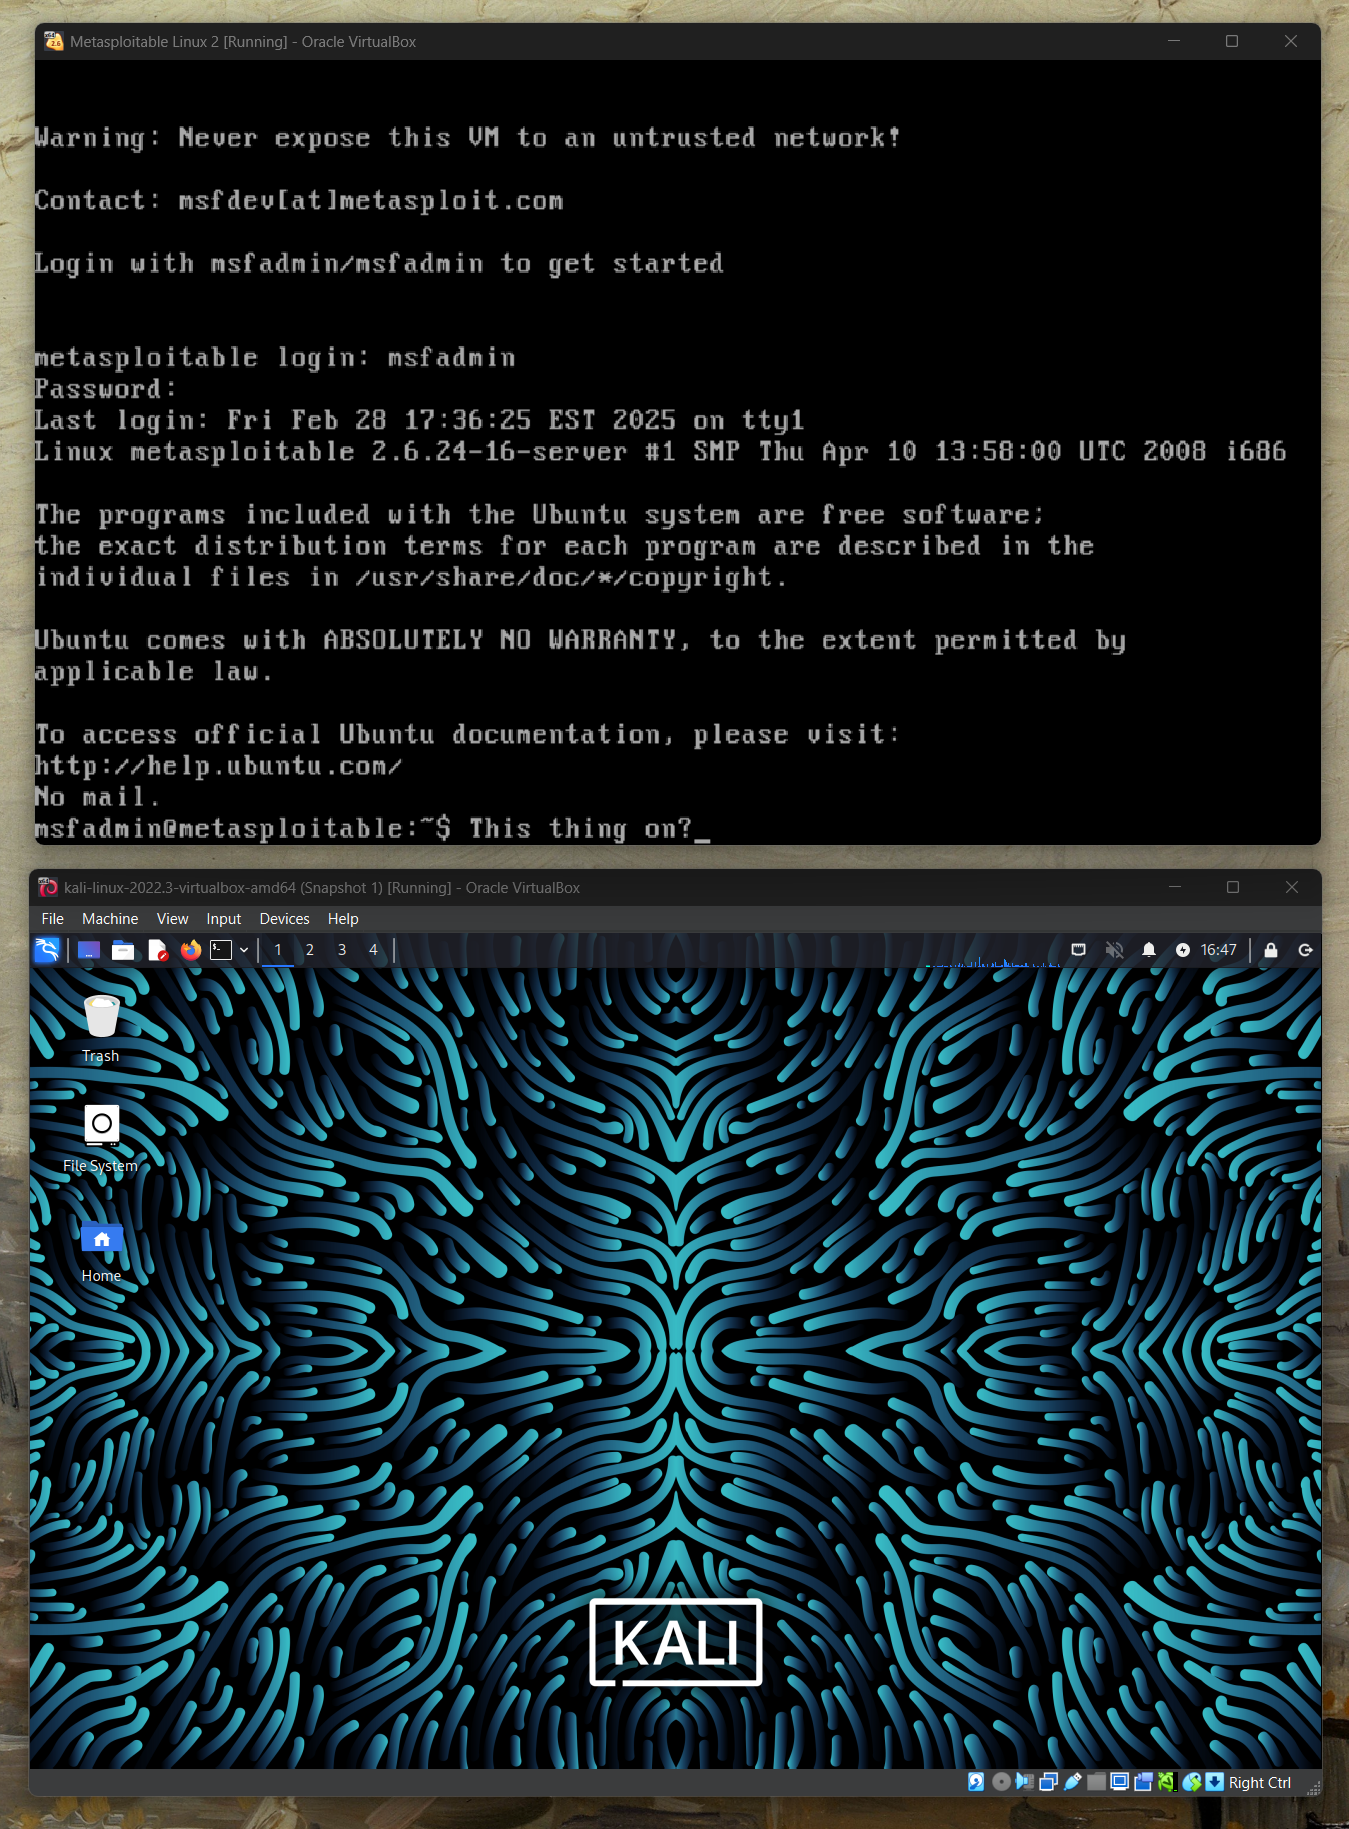 Metasploitable Linux 2 [Running] - Oracle VirtualBox
Warning: Never expose this VM to an untrusted network!
Contact: msfdev[at]metasploit.com
Login with msfadmin/msfadmin to get started
metasploitable login: msfadmin
Password:
Last login: Fri Feb 28 17:36:25 EST 2025 on tty1
Linux metasploitable 2.6.24-16-server #1 SMP Thu Apr 10 13:58:00 UTC 2008 i686
The programs included with the Ubuntu system are free software;
the exact distribution terms for each program are described in the
individual files in /usr/share/doc/*/copyright.
Ubuntu comes with ABSOLUTELY NO WARRANTY, to the extent permitted by
applicable law.
To access official Ubuntu documentation, please visit:
http://help.ubuntu.com/
No mail.
msfadmin@metasploitable:~$ This thing on?_
kali-linux-2022.3-virtualbox-amd64 (Snapshot 1) [Running] - Oracle VirtualBox
File Machine View Input Devices Help
1 2 3 4 16:47
Trash
File System
Home
KALI
Right Ctrl